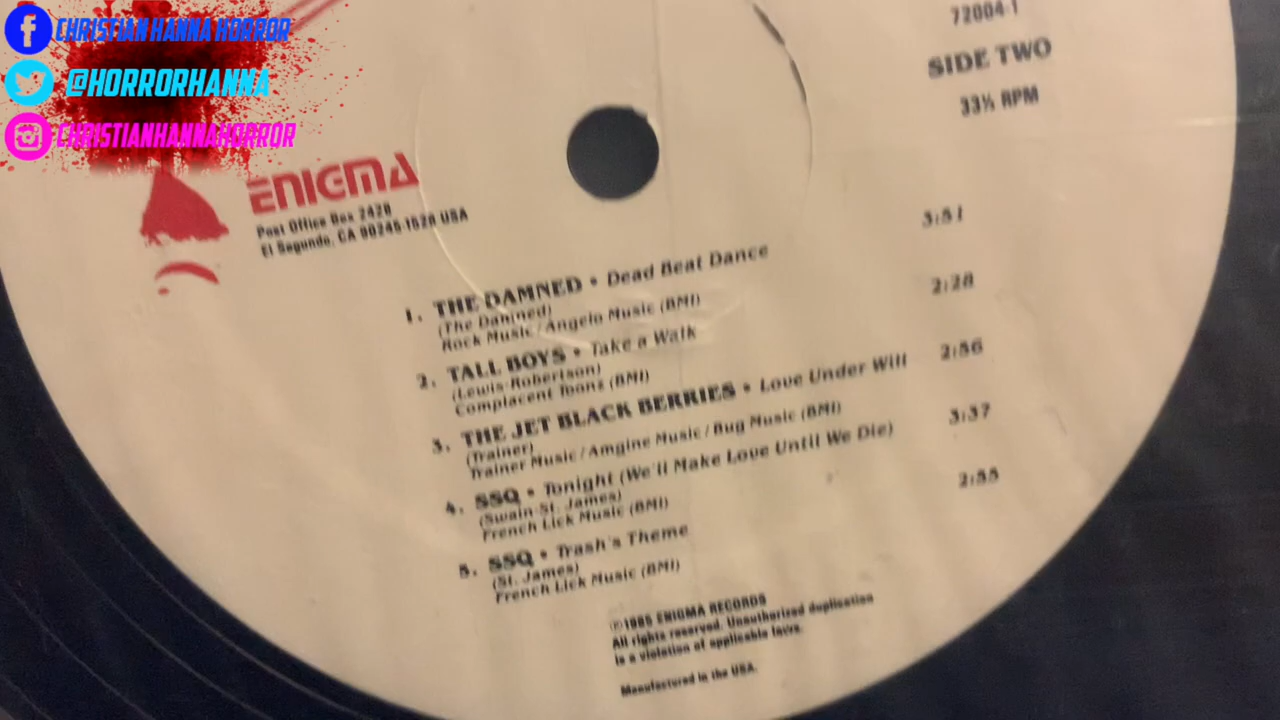 CHRISTIAN HANNA HORROR
@HORRORHANNA
CHRISTIANHANNAHORROR
72004-1
SIDE TWO
33⅓ RPM
ENIGMA
Post Office Box 2428
El Segundo, CA 90245-1528 USA
1. THE DAMNED • Dead Beat Dance 3:51
(The Damned)
Rock Music / Angelo Music (BMI)
2. TALL BOYS • Take a Walk 2:28
(Lewis-Robertson)
Complacent Toons (BMI)
3. THE JET BLACK BERRIES • Love Under Will 2:56
(Trainer)
Trainer Music / Amgine Music / Bug Music (BMI)
4. SSQ • Tonight (We'll Make Love Until We Die) 3:37
(Swain-St. James)
French Lick Music (BMI)
5. SSQ • Trash's Theme 2:55
(St. James)
French Lick Music (BMI)
℗1985 ENIGMA RECORDS
All rights reserved. Unauthorized duplication
is a violation of applicable laws.
Manufactured in the USA.